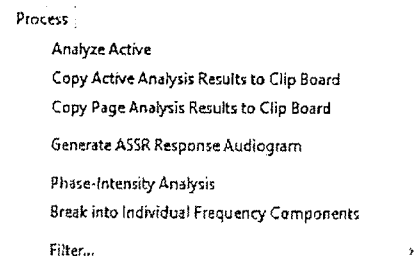 Process
Analyze Active
Copy Active Analysis Results to Clip Board
Copy Page Analysis Results to Clip Board
Generate ASSR Response Audiogram
Phase-Intensity Analysis
Break into Individual Frequency Components
Filter... ›